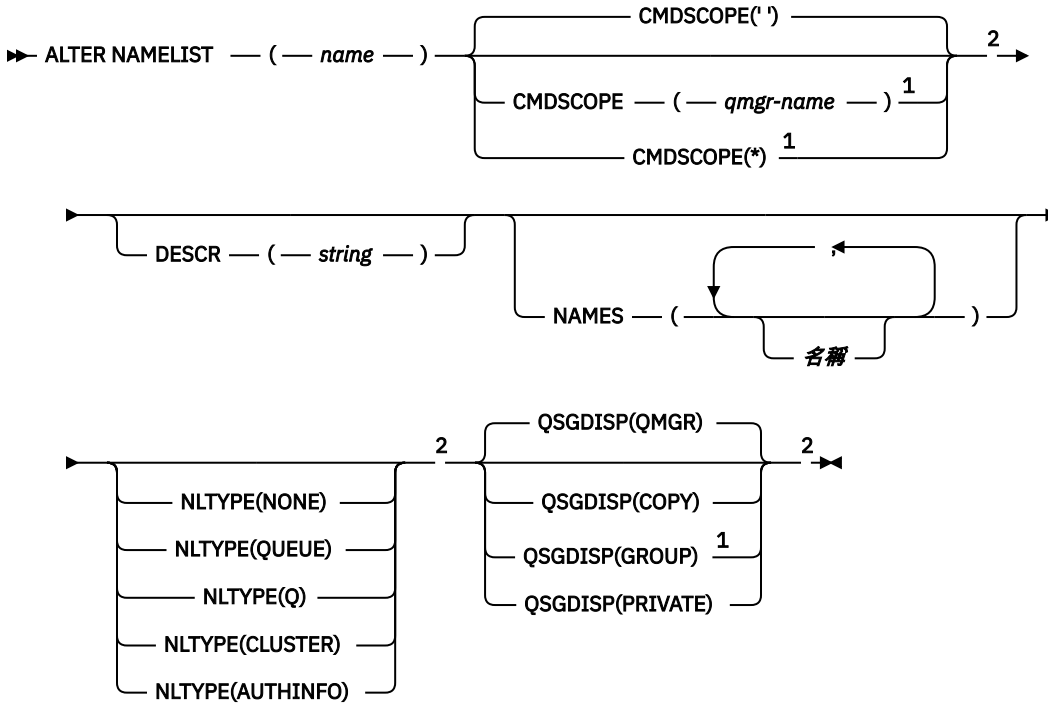 CMDSCOPE(' ')
ALTER NAMELIST ( name ) 2
CMDSCOPE ( qmgr-name ) 1
CMDSCOPE(*) 1
DESCR ( string )
,
NAMES ( )
名稱
QSGDISP(QMGR)
2 2
NLTYPE(NONE) QSGDISP(COPY)
NLTYPE(QUEUE) QSGDISP(GROUP) 1
NLTYPE(Q) QSGDISP(PRIVATE)
NLTYPE(CLUSTER)
NLTYPE(AUTHINFO)